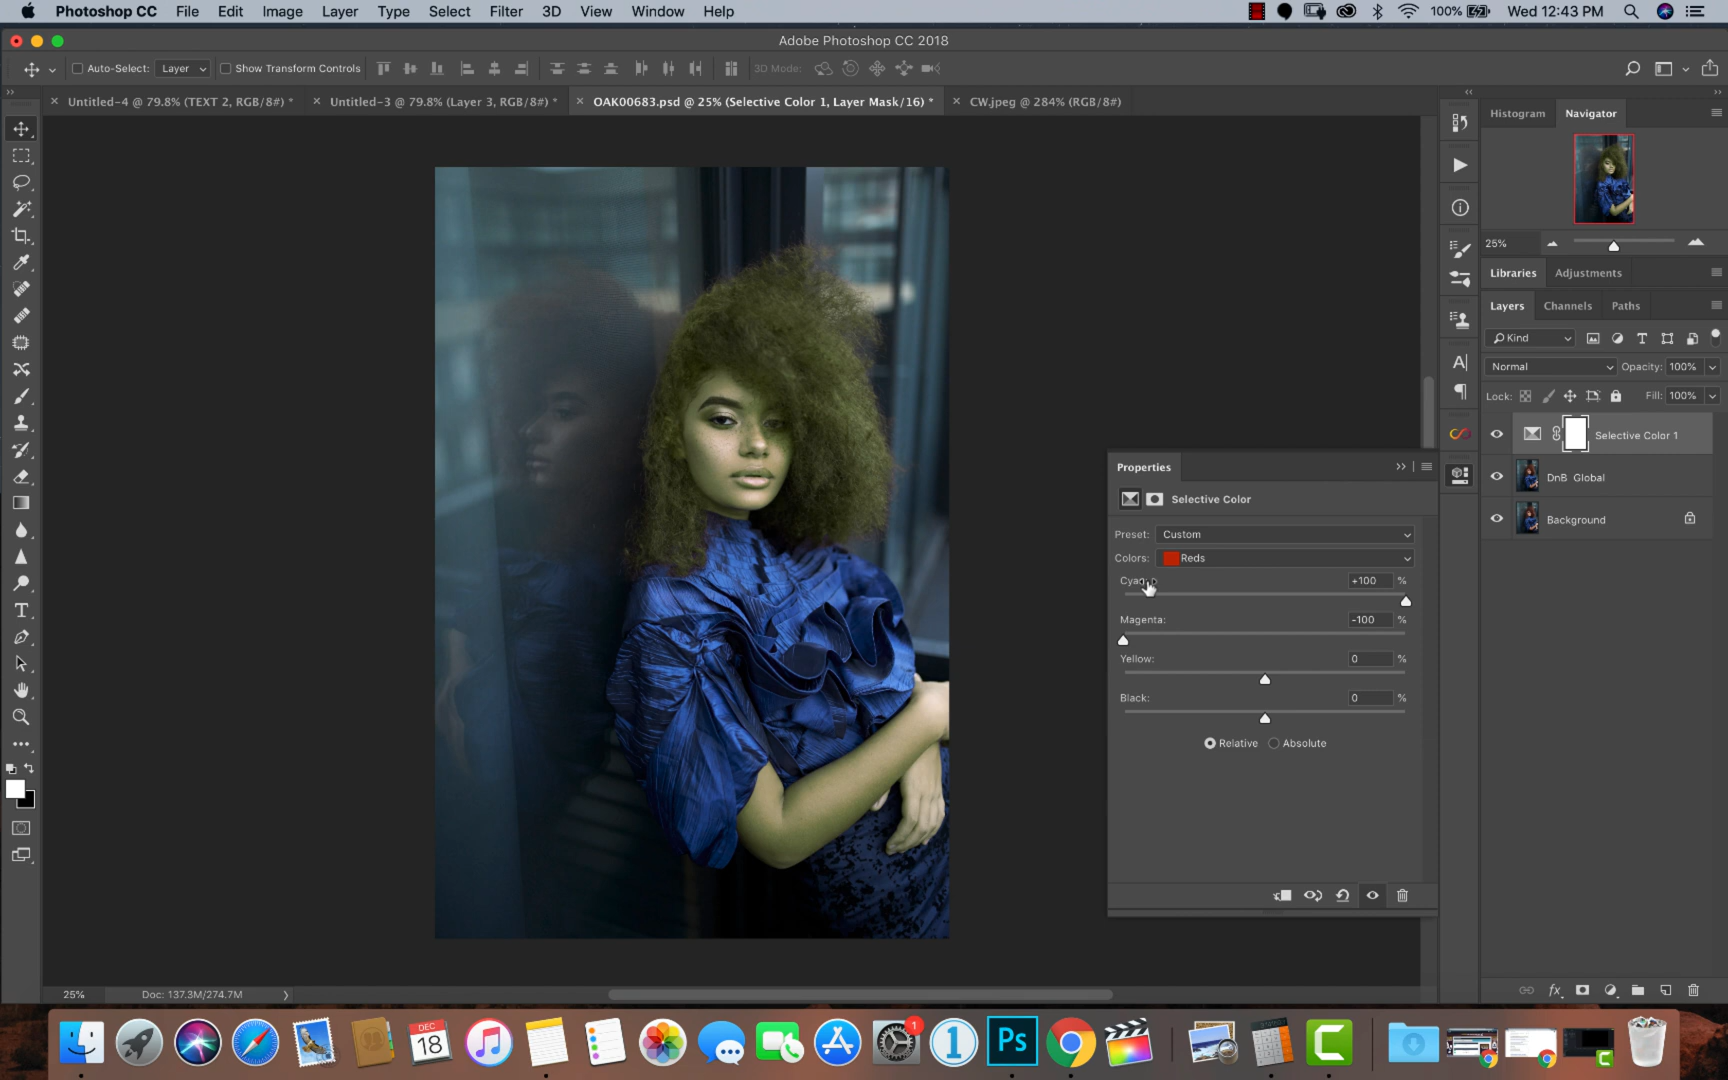 Photoshop CC File Edit Image Layer Type Select Filter 3D View Window Help 100% Wed 12:43 PM
Adobe Photoshop CC 2018
Auto-Select: Layer Show Transform Controls 3D Mode:
Untitled-4 @ 79.8% (TEXT 2, RGB/8#) * Untitled-3 @ 79.8% (Layer 3, RGB/8#) * OAK00683.psd @ 25% (Selective Color 1, Layer Mask/16) * CW.jpeg @ 284% (RGB/8#)
Histogram Navigator
25%
Libraries Adjustments
Layers Channels Paths
Kind
Normal Opacity: 100%
Lock: Fill: 100%
Selective Color 1
DnB Global
Background
Properties
Selective Color
Preset: Custom
Colors: Reds
+100 %
Magenta: -100 %
Yellow: 0 %
Black: 0 %
Relative Absolute
25% Doc: 137.3M/274.7M
DEC
18
1
1
Ps